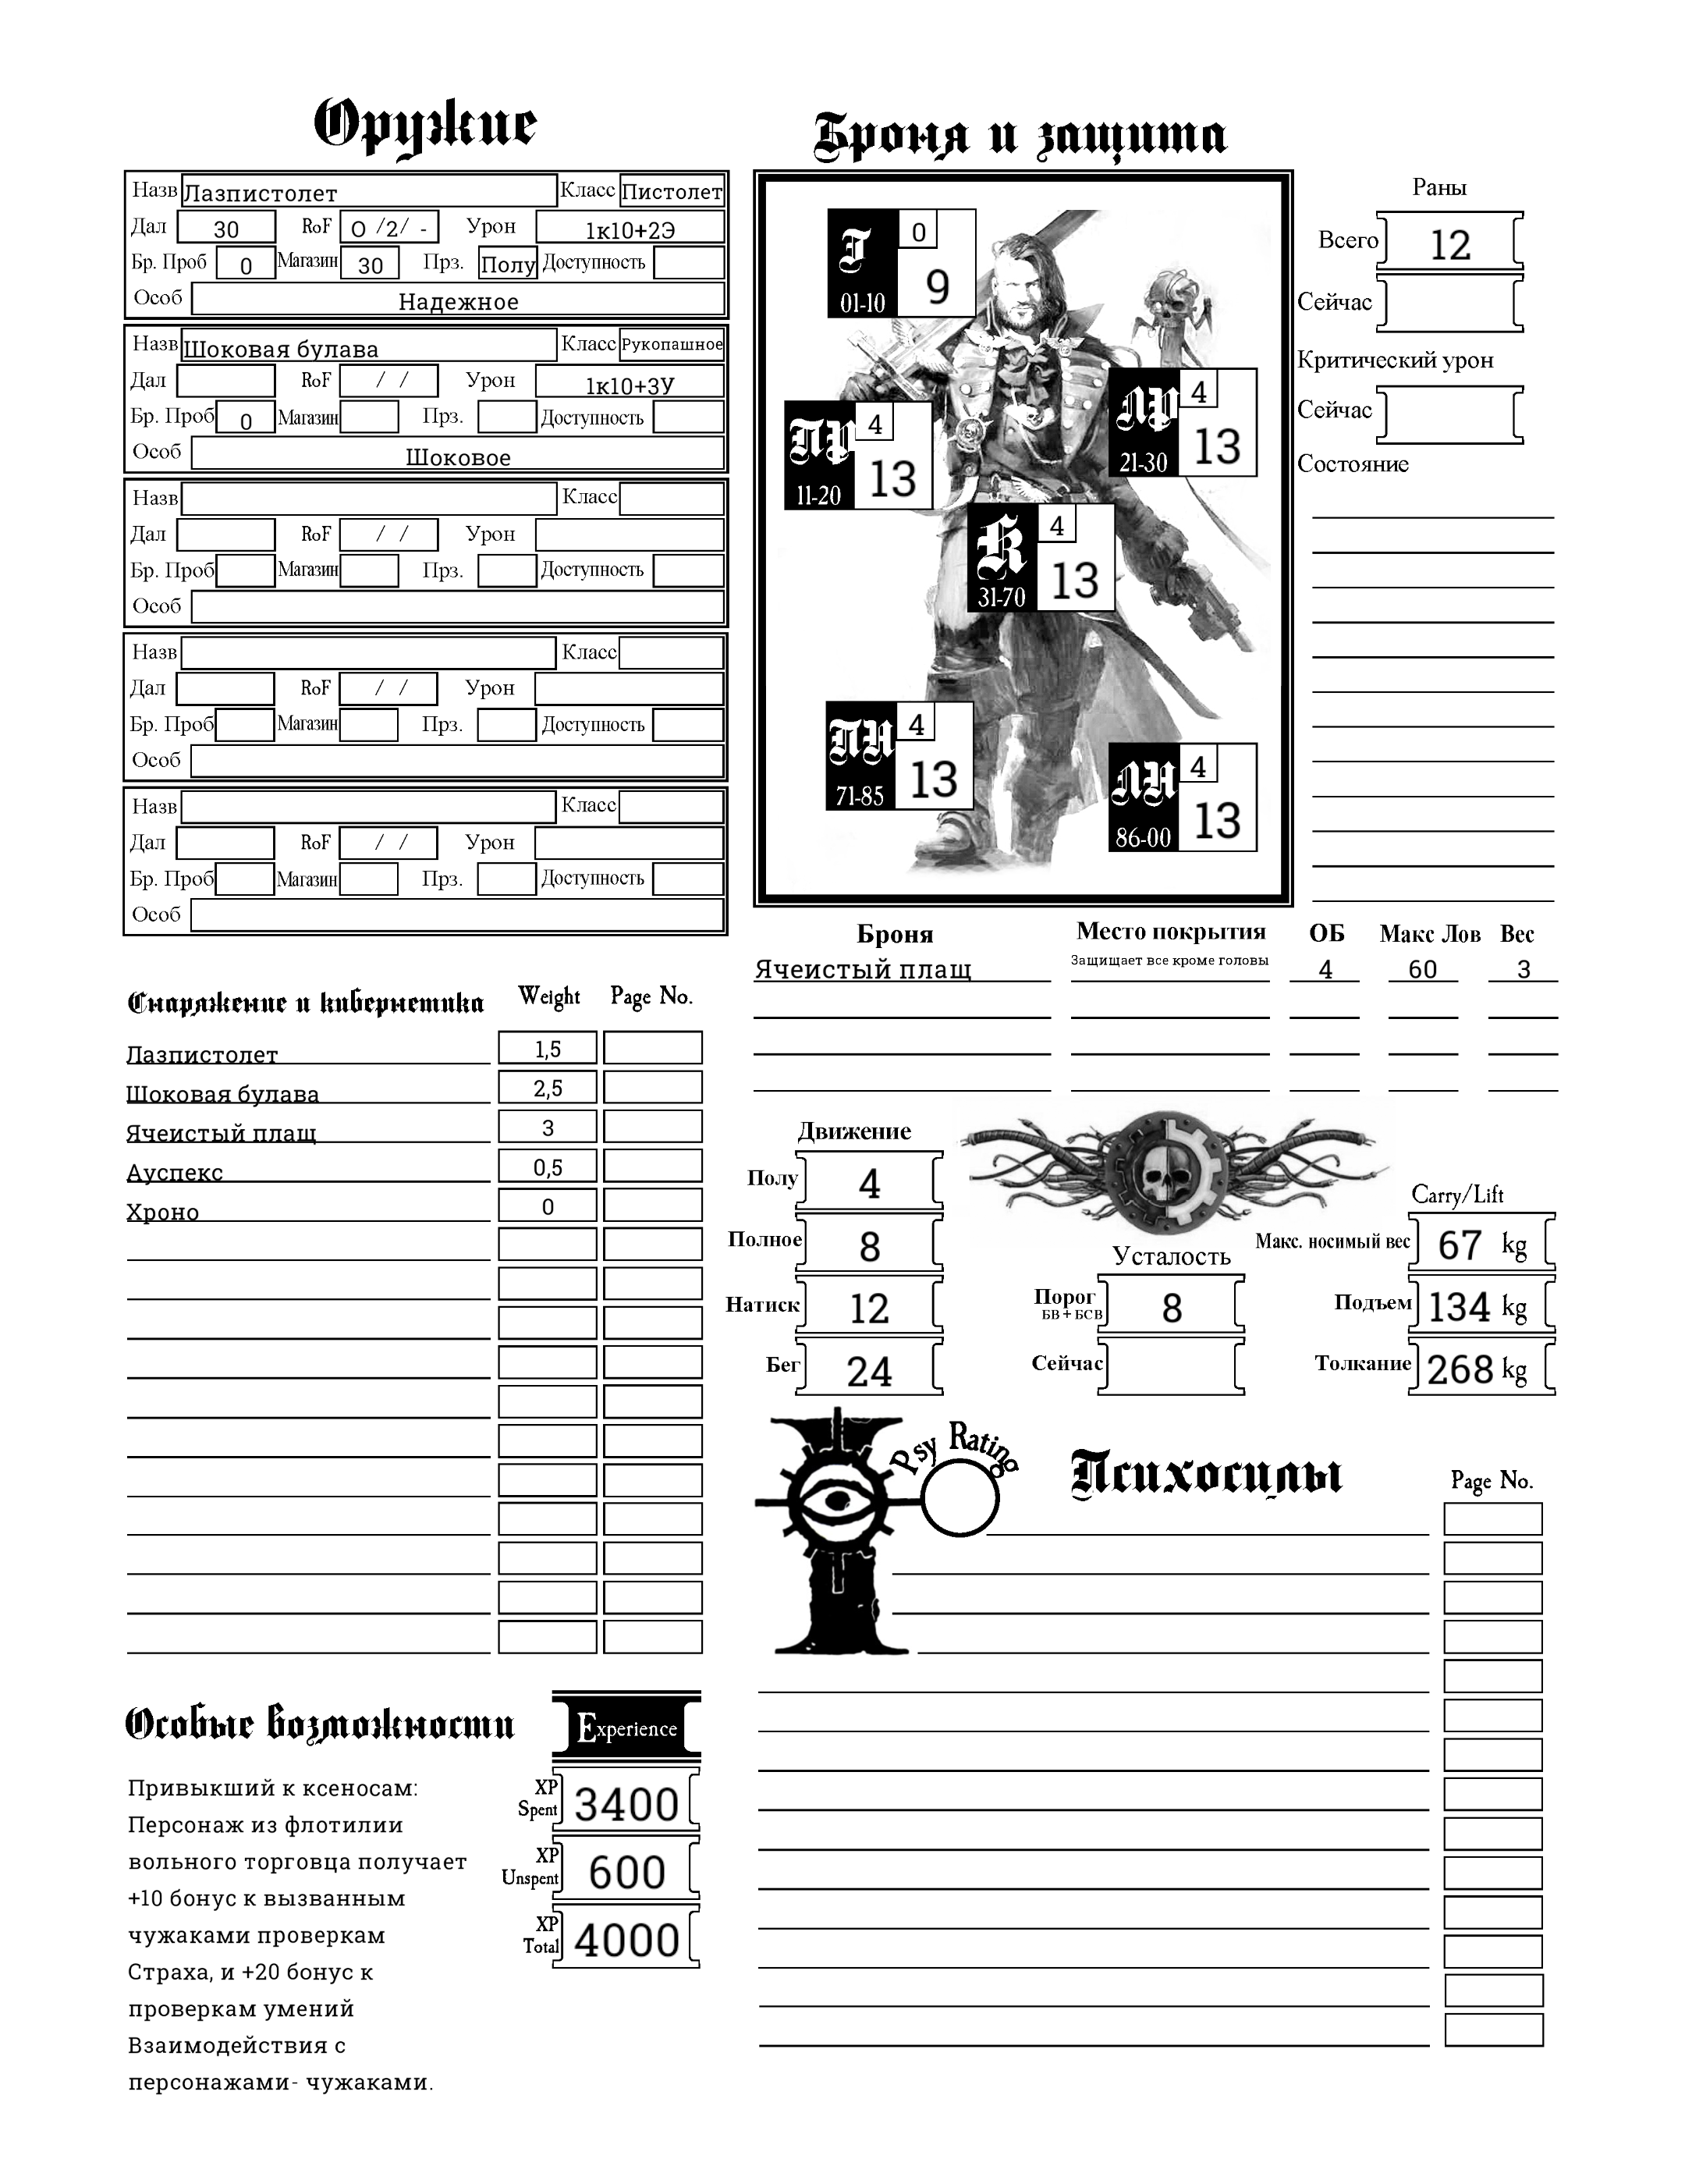 Оружие
Назв Лазпистолет Класс Пистолет
Дал 30 RoF O /2/ - Урон 1к10+2Э
Бр. Проб 0 Магазин 30 Прз. Полу Доступность
Особ Надежное
Назв Шоковая булава Класс Рукопашное
Дал RoF / / Урон 1к10+3У
Бр. Проб 0 Магазин Прз. Доступность
Особ Шоковое
Назв Класс
Дал RoF / / Урон
Бр. Проб Магазин Прз. Доступность
Особ
Назв Класс
Дал RoF / / Урон
Бр. Проб Магазин Прз. Доступность
Особ
Назв Класс
Дал RoF / / Урон
Бр. Проб Магазин Прз. Доступность
Особ
Броня и защита
Г 0
01-10 9
ПР 4
11-20 13
ЛР 4
21-30 13
К 4
31-70 13
ПН 4
71-85 13
ЛН 4
86-00 13
Раны
Всего 12
Сейчас
Критический урон
Сейчас
Состояние
Броня Место покрытия ОБ Макс Лов Вес
Ячеистый плащ Защищает все кроме головы 4 60 3
Снаряжение и кибернетика Weight Page No.
Лазпистолет 1,5
Шоковая булава 2,5
Ячеистый плащ 3
Ауспекс 0,5
Хроно 0
Движение
Полу 4
Полное 8
Натиск 12
Бег 24
Усталость
Порог 8
БВ + БСВ
Сейчас
Carry/Lift
Макс. носимый вес 67 kg
Подъем 134 kg
Толкание 268 kg
Psy Rating
Психосилы Page No.
Особые возможности
Привыкший к ксеносам:
Персонаж из флотилии
вольного торговца получает
+10 бонус к вызванным
чужаками проверкам
Страха, и +20 бонус к
проверкам умений
Взаимодействия с
персонажами- чужаками.
Experience
XP Spent 3400
XP Unspent 600
XP Total 4000